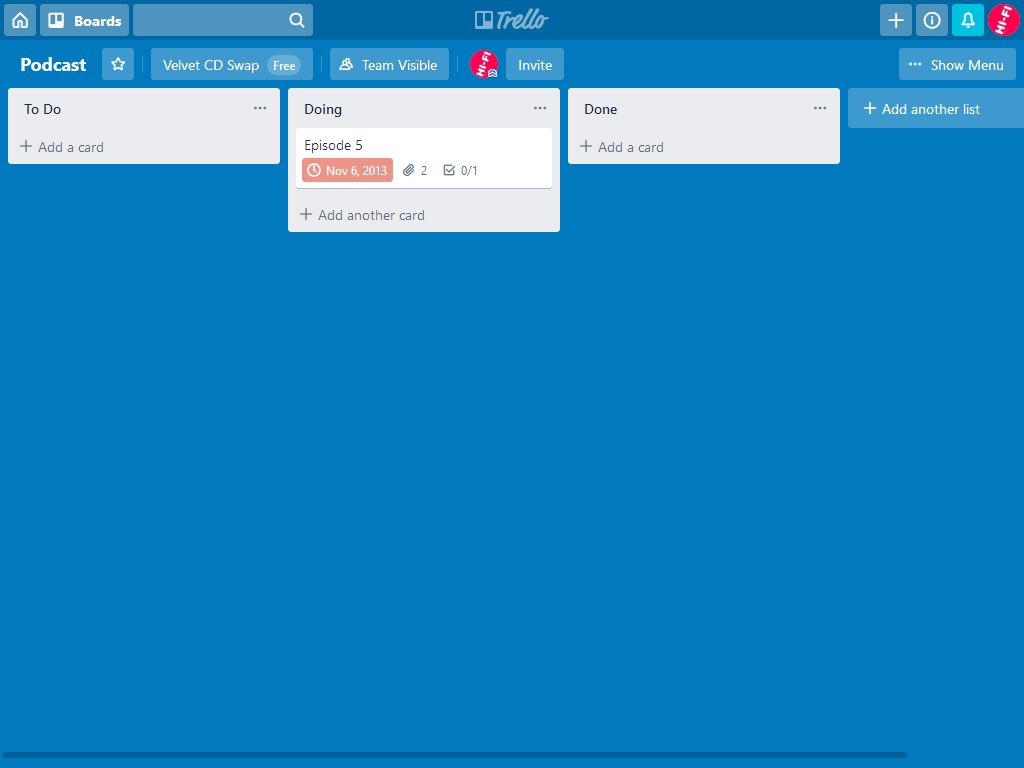 Boards
Trello
HI-FI
Podcast
Velvet CD Swap Free
Team Visible
HI-FI
Invite
Show Menu
To Do
Add a card
Doing
Episode 5
Nov 6, 2013 2 0/1
Add another card
Done
Add a card
Add another list